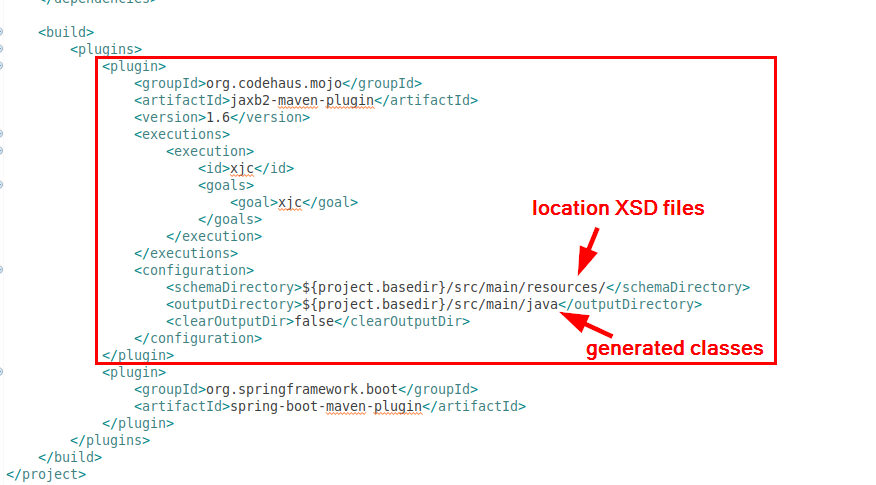 </dependencies>
<build>
<plugins>
<plugin>
<groupId>org.codehaus.mojo</groupId>
<artifactId>jaxb2-maven-plugin</artifactId>
<version>1.6</version>
<executions>
<execution>
<id>xjc</id>
<goals>
<goal>xjc</goal>
</goals>
</execution>
</executions>
<configuration>
location XSD files
<schemaDirectory>${project.basedir}/src/main/resources/</schemaDirectory>
<outputDirectory>${project.basedir}/src/main/java</outputDirectory>
<clearOutputDir>false</clearOutputDir>
</configuration>
generated classes
</plugin>
<plugin>
<groupId>org.springframework.boot</groupId>
<artifactId>spring-boot-maven-plugin</artifactId>
</plugin>
</plugins>
</build>
</project>